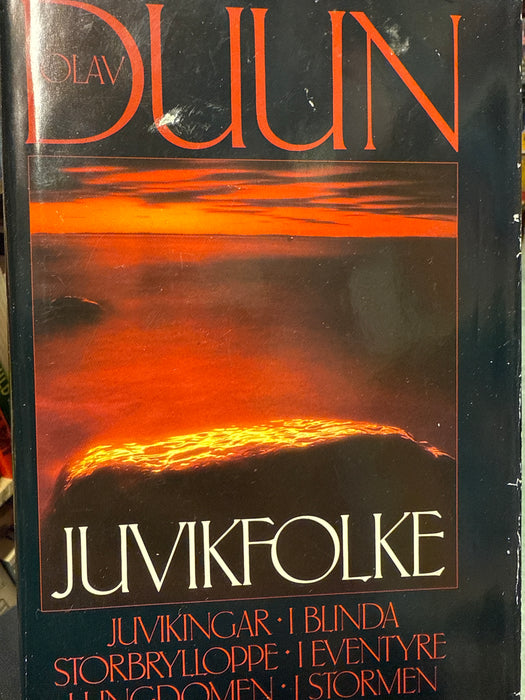 OLAV
DUUN
JUVIKFOLKE
JUVIKINGAR · I BLINDA
STORBRYLLOPPE · I EVENTYRE
I UNGDOMEN · I STORMEN